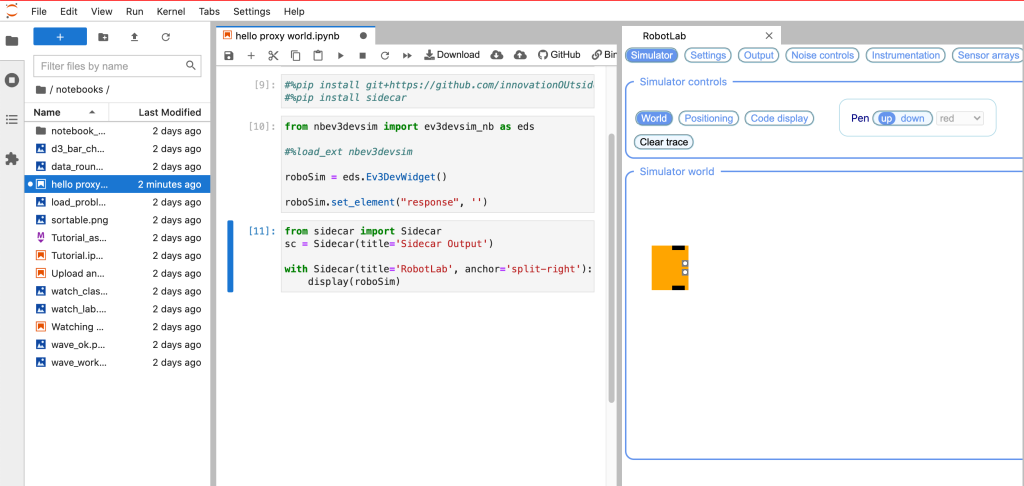 File Edit View Run Kernel Tabs Settings Help
+
Filter files by name
/ notebooks /
Name Last Modified
notebook_... 2 days ago
d3_bar_ch... 2 days ago
data_roun... 2 days ago
hello proxy... 2 minutes ago
load_probl... 2 days ago
sortable.png 2 days ago
Tutorial_as... 2 days ago
Tutorial.ip... 2 days ago
Upload an... 2 days ago
watch_clas... 2 days ago
watch_lab.... 2 days ago
Watching ... 2 days ago
wave_ok.p... 2 days ago
wave_work... 2 days ago
hello proxy world.ipynb
Download GitHub Bin
[9]:
#%pip install git+https://github.com/innovationOUtsid
#%pip install sidecar
[10]:
from nbev3devsim import ev3devsim_nb as eds
#%load_ext nbev3devsim
roboSim = eds.Ev3DevWidget()
roboSim.set_element("response", '')
[11]:
from sidecar import Sidecar
sc = Sidecar(title='Sidecar Output')
with Sidecar(title='RobotLab', anchor='split-right'):
display(roboSim)
RobotLab
Simulator Settings Output Noise controls Instrumentation Sensor arrays
Simulator controls
World Positioning Code display
Pen up down red
Clear trace
Simulator world